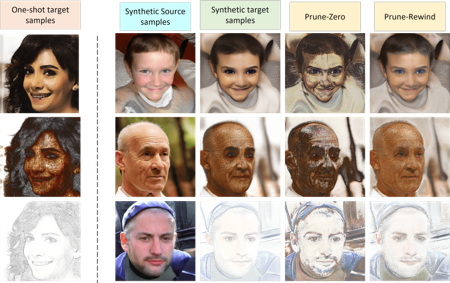 One-shot target
samples
Synthetic Source
samples
Synthetic target
samples
Prune-Zero
Prune-Rewind